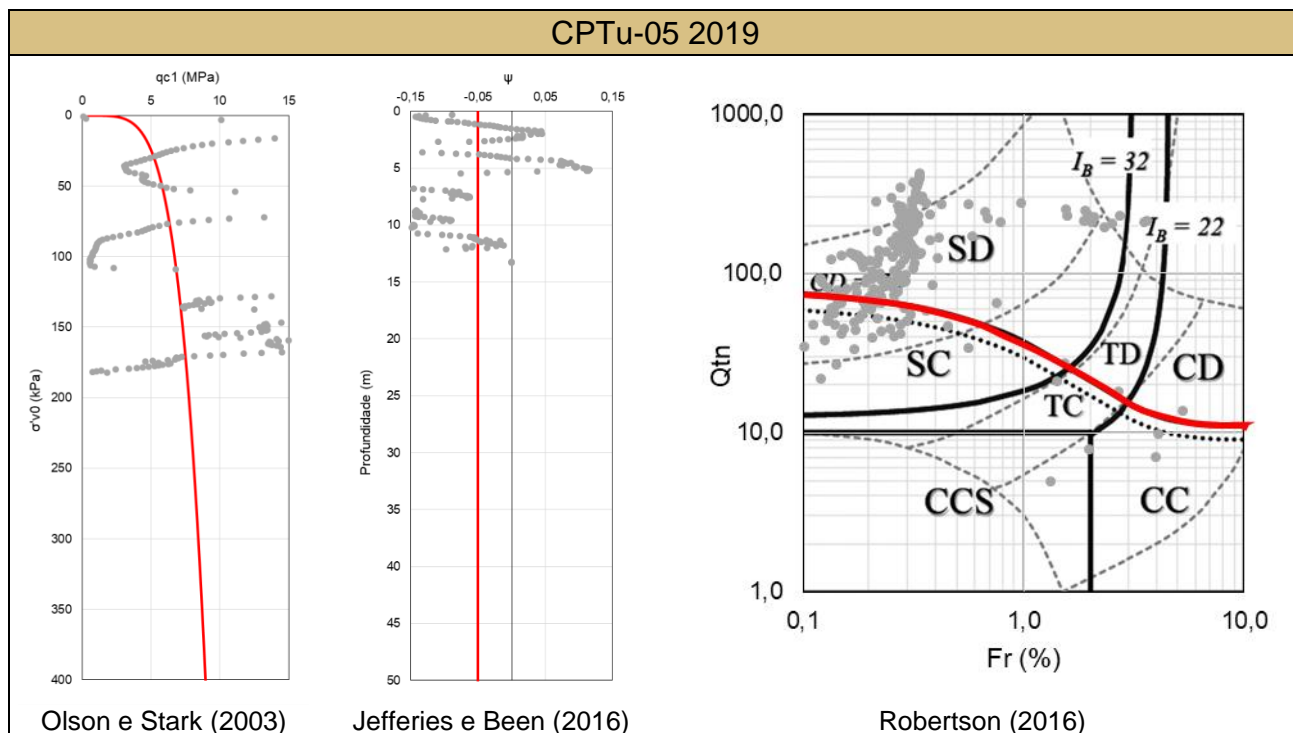 CPTu-05 2019
qc1 (MPa)
0 5 10 15
0
50
100
150
200
250
300
350
400
σ'v0 (kPa)
Olson e Stark (2003)
Ψ
-0,15 -0,05 0,05 0,15
0
5
10
15
20
25
30
35
40
45
50
Profundidade (m)
Jefferies e Been (2016)
1000,0
100,0
10,0
1,0
Qtn
I_B = 32
I_B = 22
SD
CD =
SC
TD
CD
TC
CCS
CC
0,1 1,0 10,0
Fr (%)
Robertson (2016)